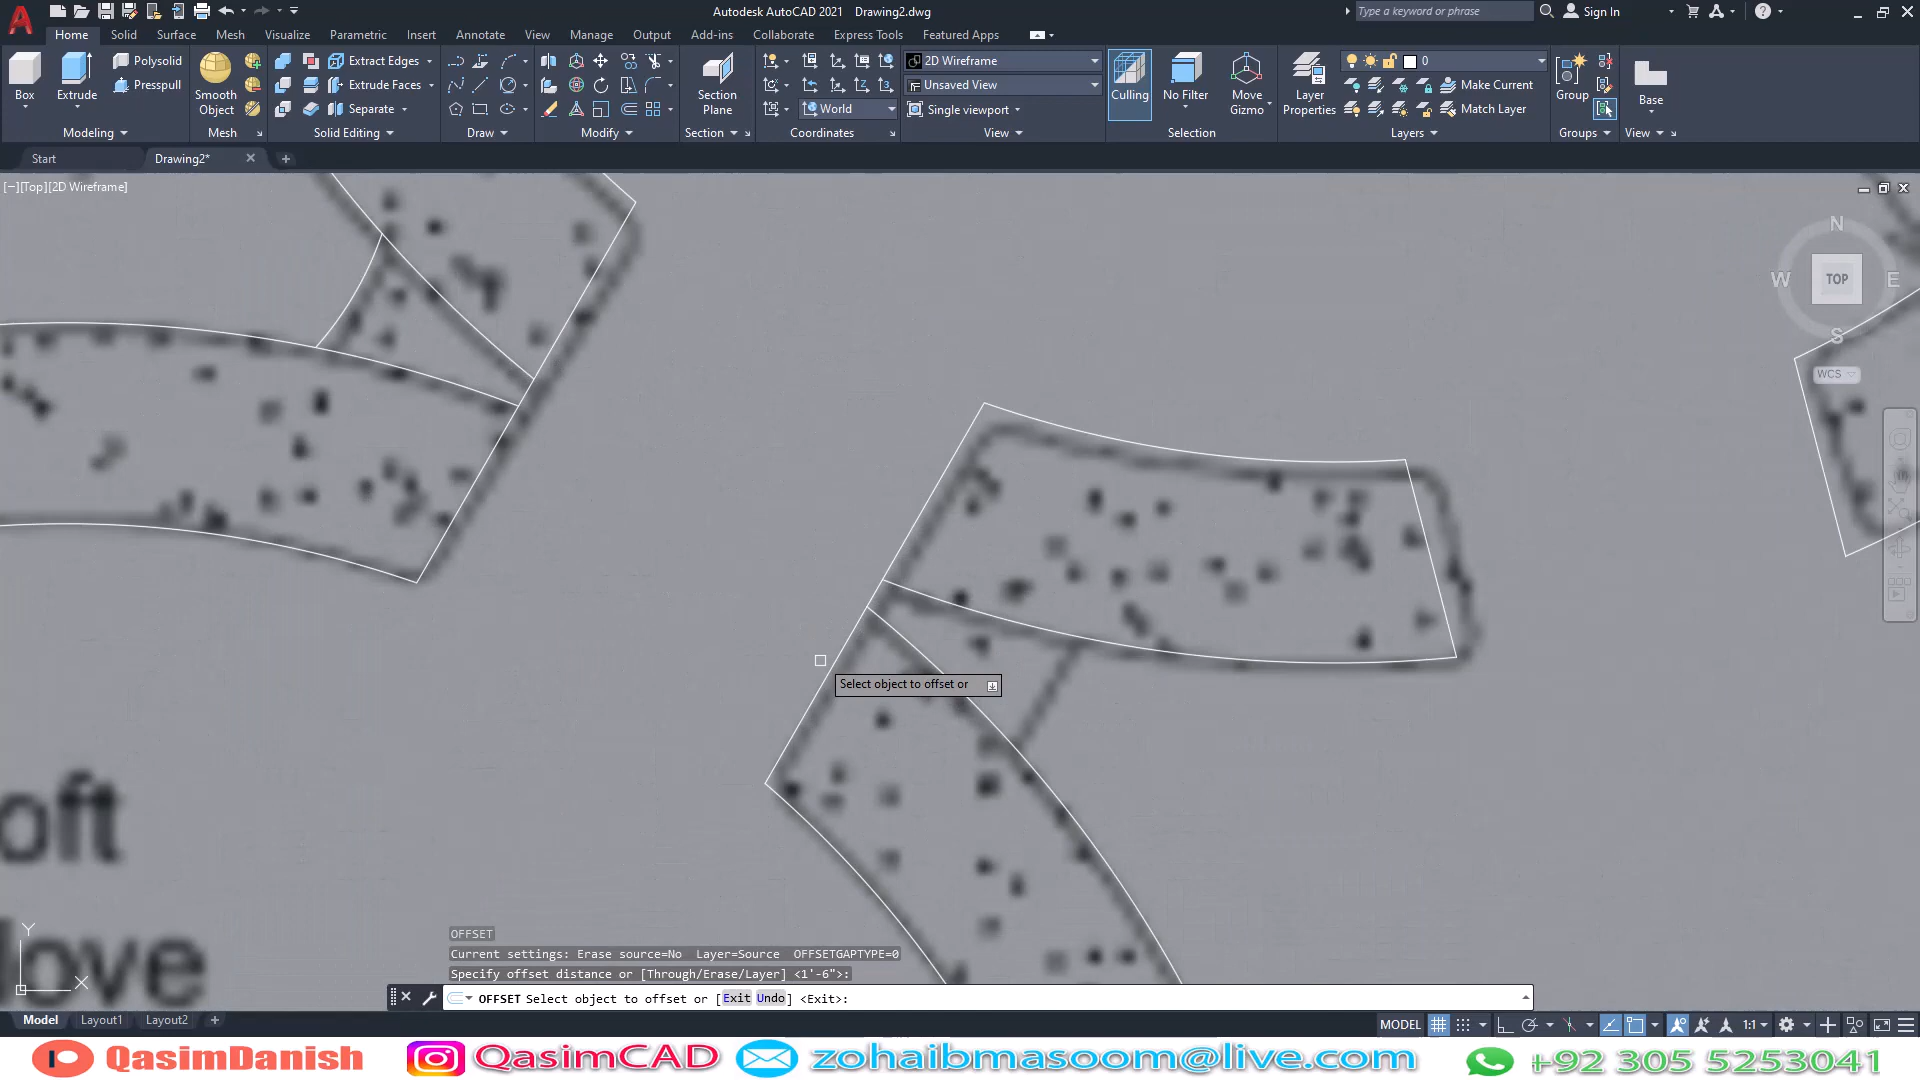 Autodesk AutoCAD 2021 Drawing2.dwg
Type a keyword or phrase
Sign In
Home Solid Surface Mesh Visualize Parametric Insert Annotate View Manage Output Add-ins Collaborate Express Tools Featured Apps
Box
Extrude
Polysolid
Presspull
Smooth
Object
Extract Edges
Extrude Faces
Separate
Section
Plane
World
2D Wireframe
Unsaved View
Single viewport
Culling
No Filter
Move
Gizmo
Layer
Properties
0
Make Current
Match Layer
Group
Base
Modeling Mesh Solid Editing Draw Modify Section Coordinates View Selection Layers Groups View
Start Drawing2*
[−][Top][2D Wireframe]
N
W TOP E
S
WCS
Select object to offset or
oft
love
Y
X
OFFSET
Current settings: Erase source=No Layer=Source OFFSETGAPTYPE=0
Specify offset distance or [Through/Erase/Layer] <1'-6">:
OFFSET Select object to offset or [Exit Undo] <Exit>:
Model Layout1 Layout2
MODEL 1:1
QasimDanish QasimCAD zohaibmasoom@live.com +92 305 5253041